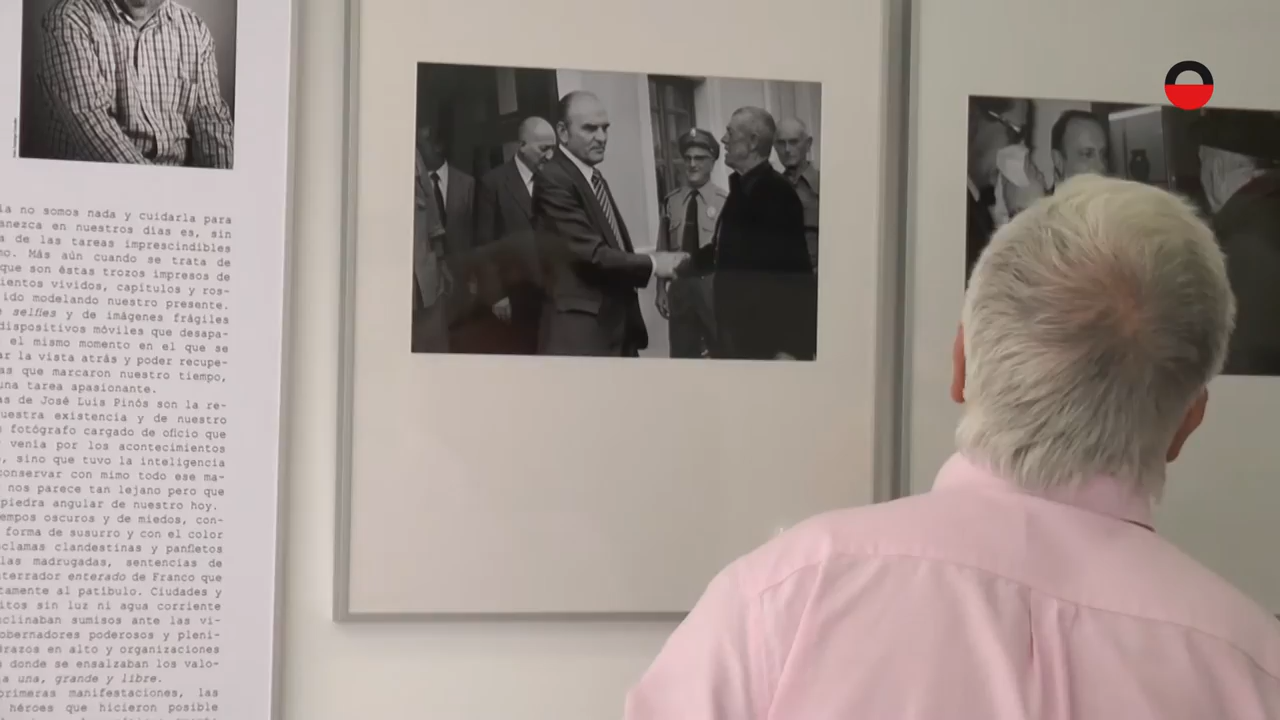 ia no somos nada y cuidarla para
anezca en nuestros días es, sin
a de las tareas imprescindibles
mo. Más aún cuando se trata de
que son éstas trozos impresos de
ientos vividos, capítulos y ros-
ido modelando nuestro presente.
e selfies y de imágenes frágiles
dispositivos móviles que desapa-
el mismo momento en el que se
ar la vista atrás y poder recupe-
as que marcaron nuestro tiempo,
una tarea apasionante.
as de José Luis Pinós son la re-
uestra existencia y de nuestro
n fotógrafo cargado de oficio que
venía por los acontecimientos
, sino que tuvo la inteligencia
conservar con mimo todo ese ma-
nos parece tan lejano pero que
piedra angular de nuestro hoy.
empos oscuros y de miedos, con-
forma de susurro y con el color
clamas clandestinas y panfletos
las madrugadas, sentencias de
terrador enterado de Franco que
tamente al patíbulo. Ciudades y
itos sin luz ni agua corriente
clinaban sumisos ante las vi-
obernadores poderosos y pleni-
Brazos en alto y organizaciones
donde se ensalzaban los valo-
a una, grande y libre.
primeras manifestaciones, las
héroes que hicieron posible